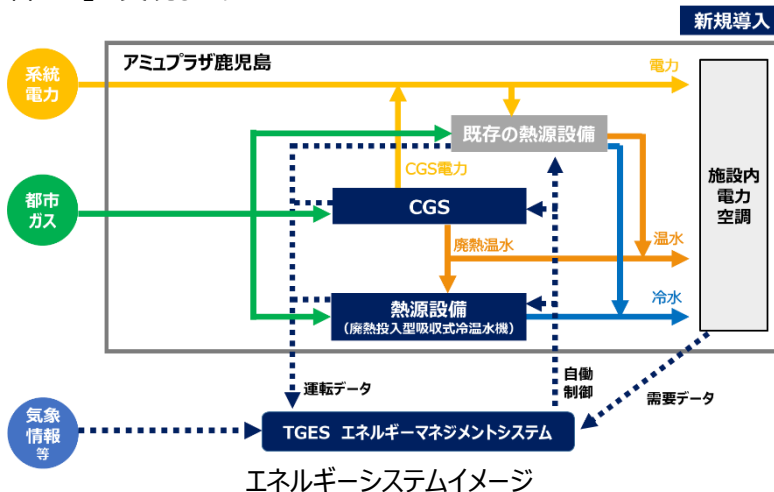 新規導入
アミュプラザ鹿児島
系統
電力
電力
既存の熱源設備
CGS電力
都市
ガス
CGS
施設内
電力
空調
廃熱温水
温水
冷水
熱源設備
(廃熱投入型吸収式冷温水機)
運転データ
自働
制御
需要データ
気象
情報
等
TGES エネルギーマネジメントシステム
エネルギーシステムイメージ